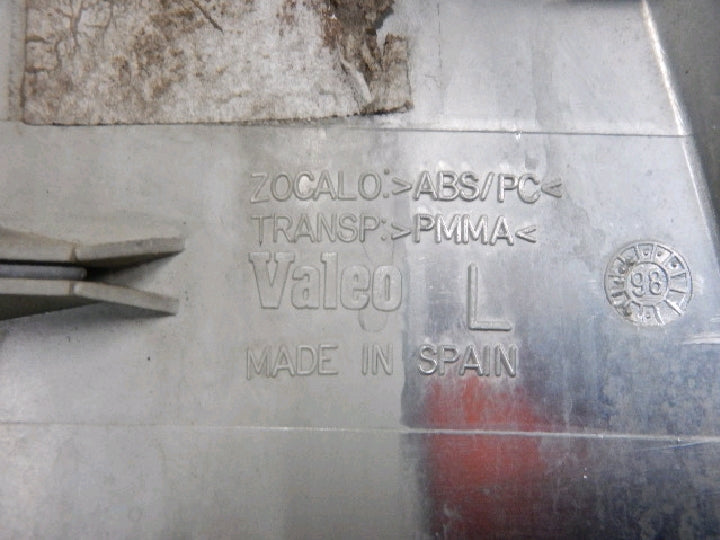 ZOCALO:>ABS/PC<
TRANSP:>PMMA<
Valeo L
MADE IN SPAIN
98